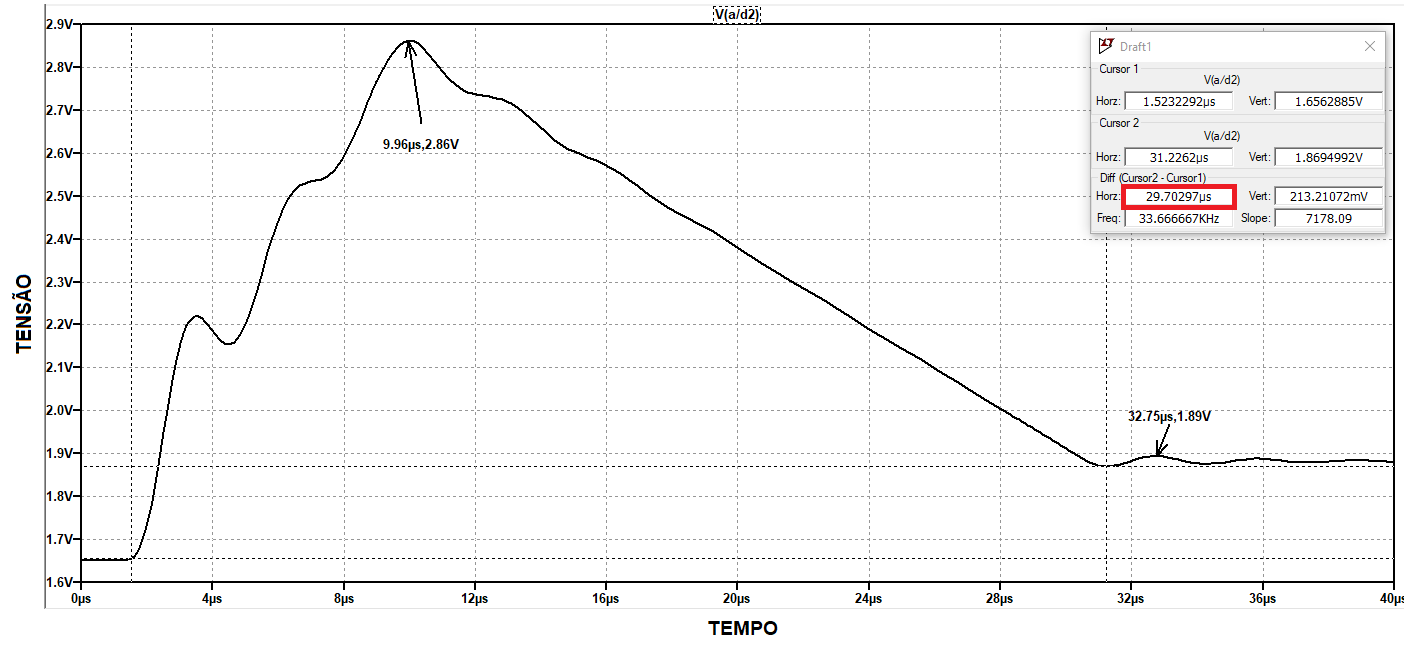 V(a/d2)
2.9V
2.8V
2.7V
2.6V
2.5V
2.4V
2.3V
2.2V
2.1V
2.0V
1.9V
1.8V
1.7V
1.6V
TENSÃO
9.96µs,2.86V
32.75µs,1.89V
Draft1
Cursor 1
V(a/d2)
Horz: 1.5232292µs Vert: 1.6562885V
Cursor 2
V(a/d2)
Horz: 31.2262µs Vert: 1.8694992V
Diff (Cursor2 - Cursor1)
Horz: 29.70297µs Vert: 213.21072mV
Freq: 33.666667KHz Slope: 7178.09
0µs 4µs 8µs 12µs 16µs 20µs 24µs 28µs 32µs 36µs 40µs
TEMPO